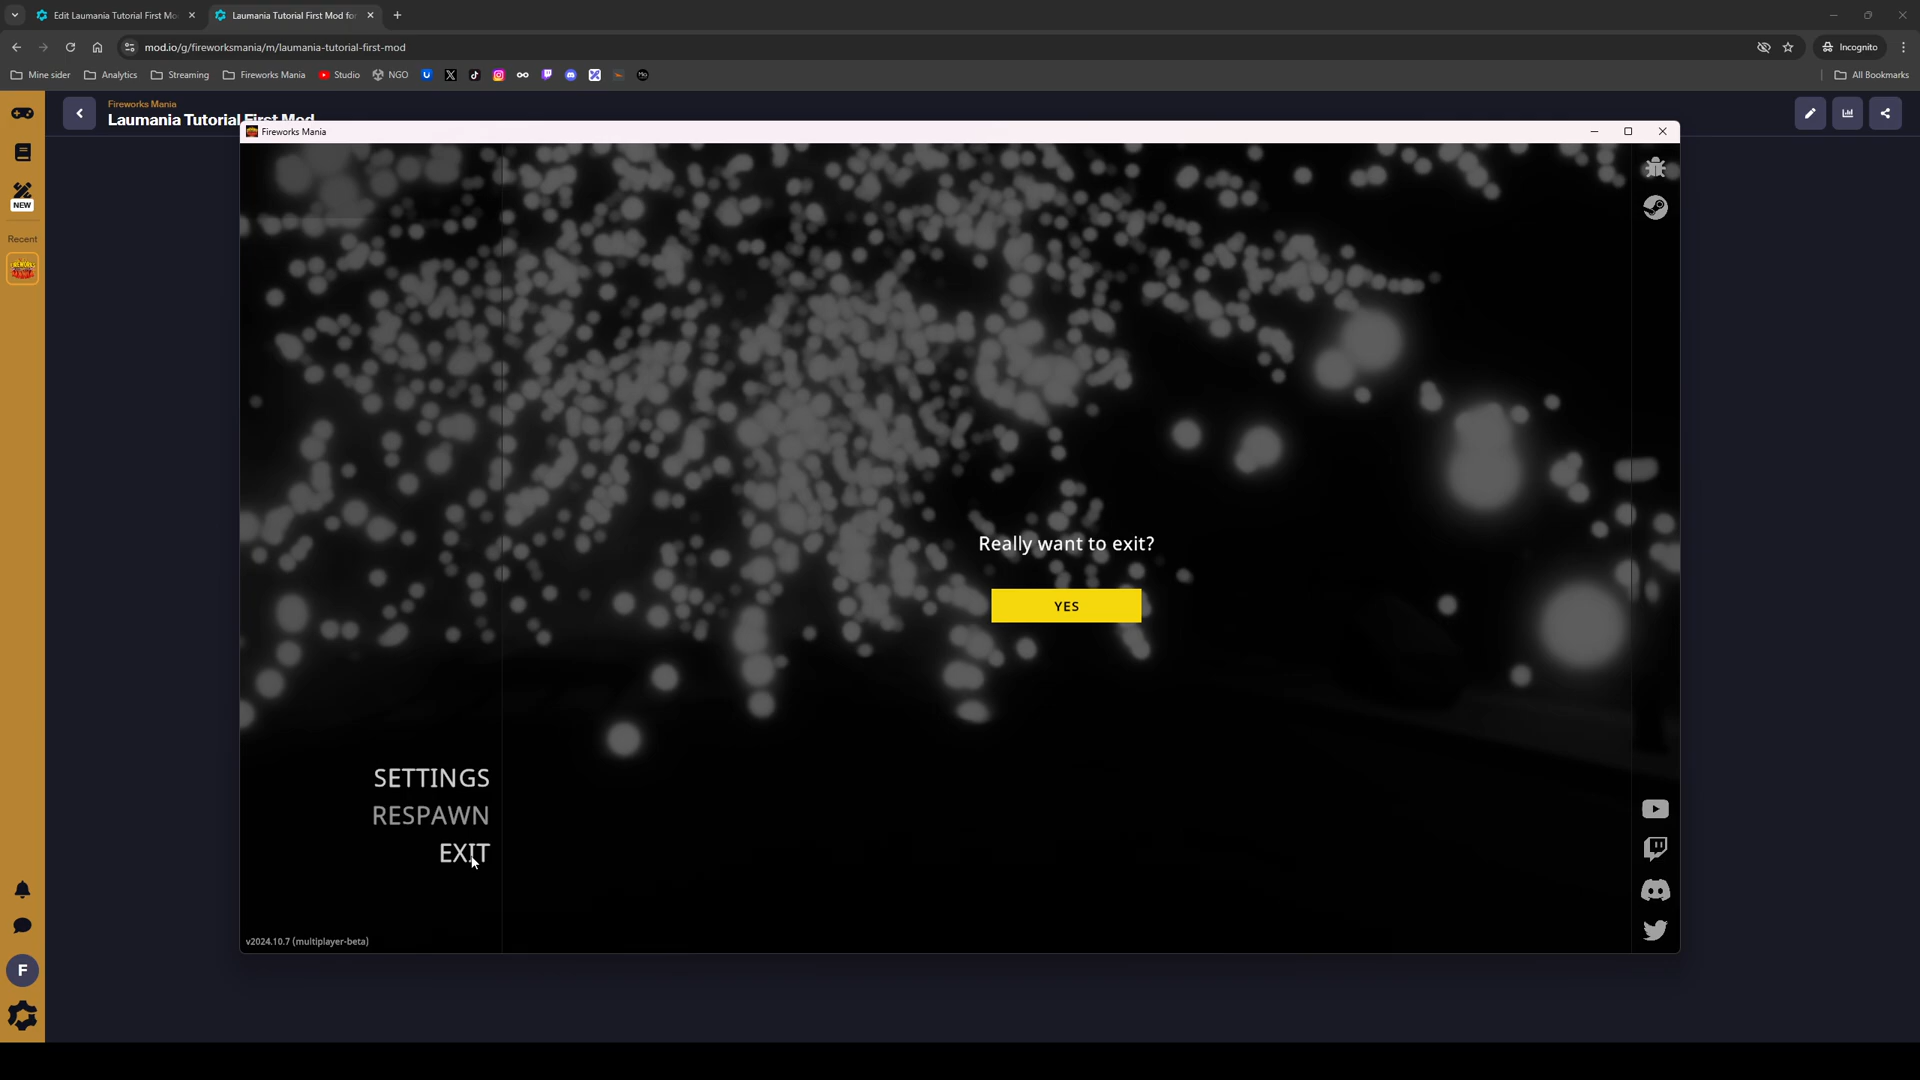 Edit Laumania Tutorial First Mo
Laumania Tutorial First Mod fo
mod.io/g/fireworksmania/m/laumania-tutorial-first-mod
Incognito
Mine sider
Analytics
Streaming
Fireworks Mania
Studio
NGO
All Bookmarks
Fireworks Mania
Laumania Tutorial First Mod
Fireworks Mania
NEW
Recent
Really want to exit?
YES
SETTINGS
RESPAWN
EXIT
v2024.10.7 (multiplayer-beta)
F